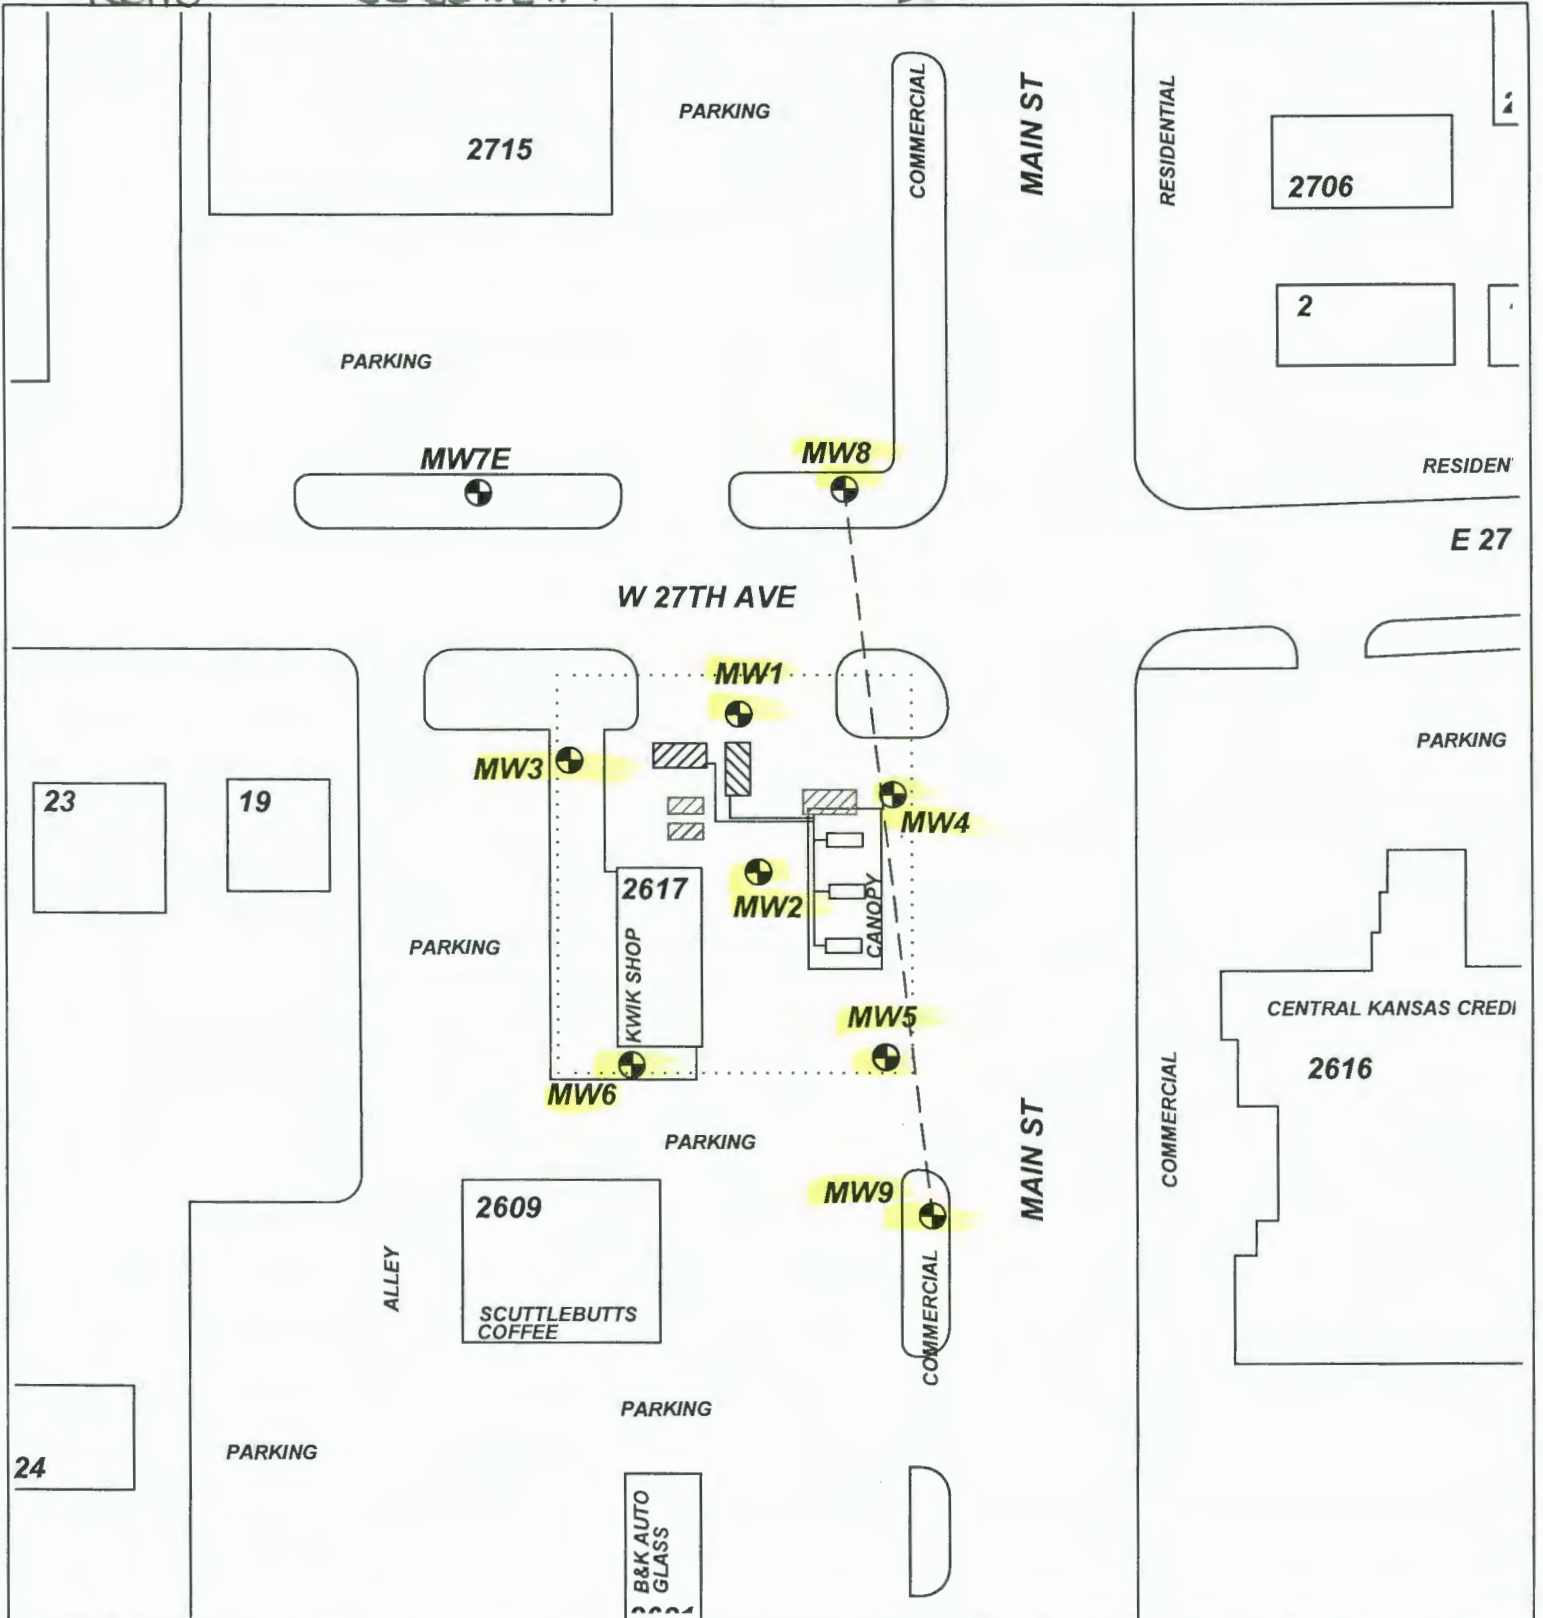 COMMERCIAL
MAIN ST
RESIDENTIAL
PARKING
2715
2706
2
PARKING
MW7E
MW8
RESIDEN
E 27
W 27TH AVE
MW1
MW3
PARKING
23
19
MW4
2617
KWIK SHOP
MW2
CANOPY
PARKING
MW5
CENTRAL KANSAS CREDI
2616
MW6
COMMERCIAL
PARKING
MAIN ST
MW9
2609
ALLEY
SCUTTLEBUTTS
COFFEE
COMMERCIAL
PARKING
PARKING
24
B&K AUTO
GLASS